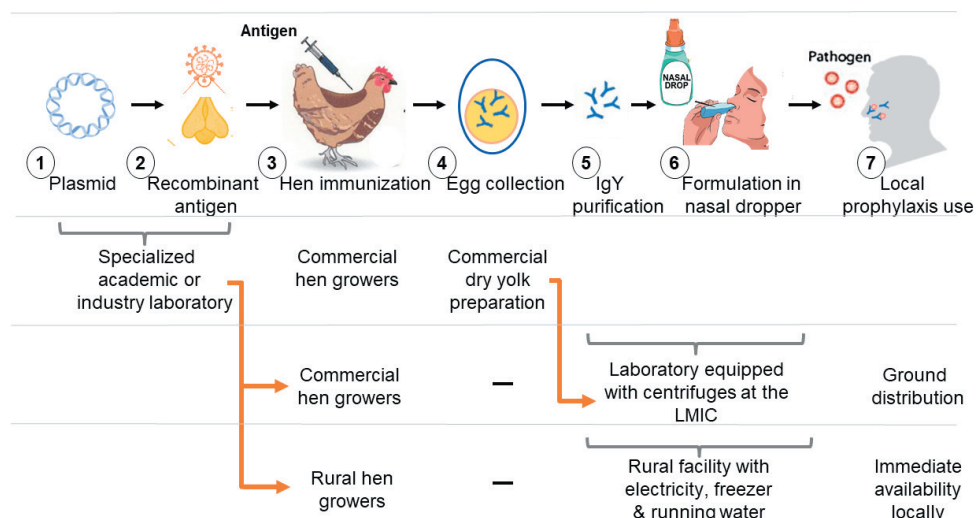 Antigen
Pathogen
NASAL
DROP
1
2
3
4
5
6
7
Plasmid
Recombinant
antigen
Hen immunization
Egg collection
IgY
purification
Formulation in
nasal dropper
Local
prophylaxis use
Specialized
academic or
industry laboratory
Commercial
hen growers
Commercial
dry yolk
preparation
Commercial
hen growers
–
Laboratory equipped
with centrifuges at the
LMIC
Ground
distribution
Rural hen
growers
–
Rural facility with
electricity, freezer
& running water
Immediate
availability
locally